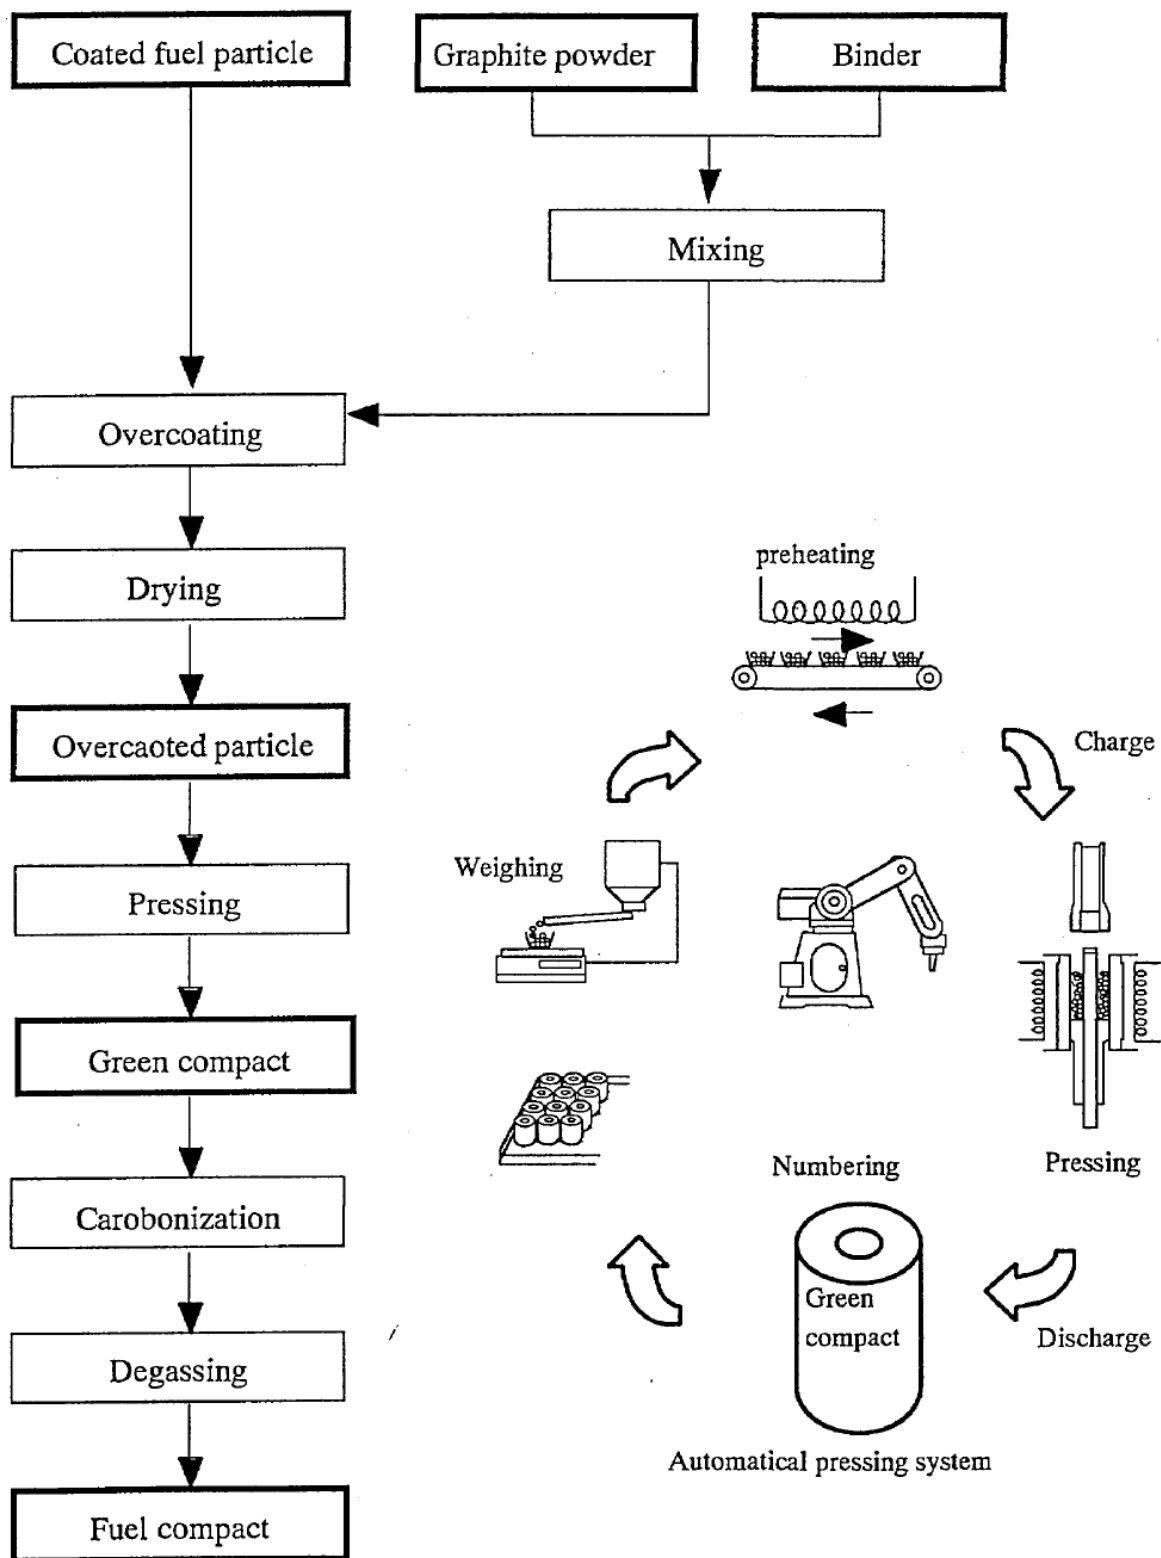 Coated fuel particle
Graphite powder
Binder
Mixing
Overcoating
Drying
Overcaoted particle
Pressing
Green compact
Carobonization
Degassing
Fuel compact
preheating
Charge
Weighing
Numbering
Pressing
Green
compact
Discharge
Automatical pressing system